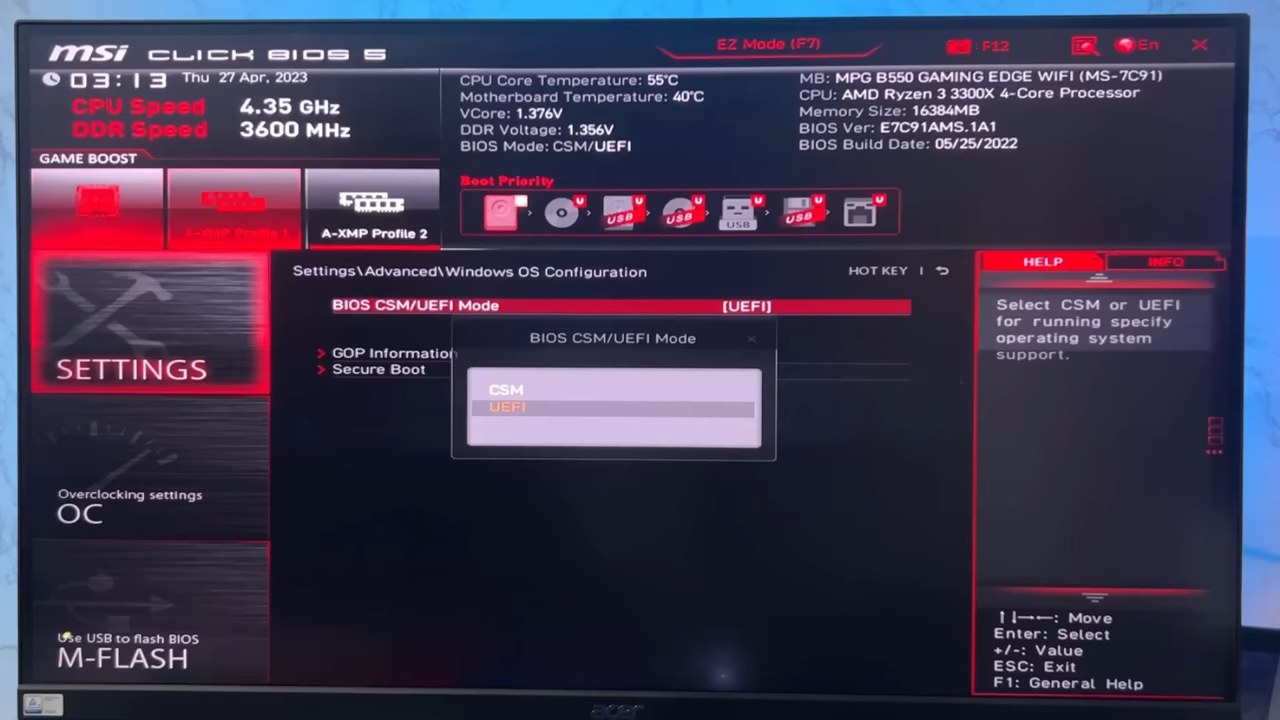 msi CLICK BIOS 5
EZ Mode (F7)
: F12
En
03:13 Thu 27 Apr, 2023
CPU Speed 4.35 GHz
DDR Speed 3600 MHz
CPU Core Temperature: 55°C
Motherboard Temperature: 40°C
VCore: 1.376V
DDR Voltage: 1.356V
BIOS Mode: CSM/UEFI
MB: MPG B550 GAMING EDGE WIFI (MS-7C91)
CPU: AMD Ryzen 3 3300X 4-Core Processor
Memory Size: 16384MB
BIOS Ver: E7C91AMS.1A1
BIOS Build Date: 05/25/2022
GAME BOOST
A-XMP Profile 1
A-XMP Profile 2
Boot Priority
U
USB U
USB U
USB U
USB U
U
SETTINGS
Overclocking settings
OC
Use USB to flash BIOS
M-FLASH
Settings\Advanced\Windows OS Configuration
HOT KEY
BIOS CSM/UEFI Mode [UEFI]
GOP Information
Secure Boot
BIOS CSM/UEFI Mode
CSM
UEFI
HELP
INFO
Select CSM or UEFI
for running specify
operating system
support.
↑↓→←: Move
Enter: Select
+/-: Value
ESC: Exit
F1: General Help
acer